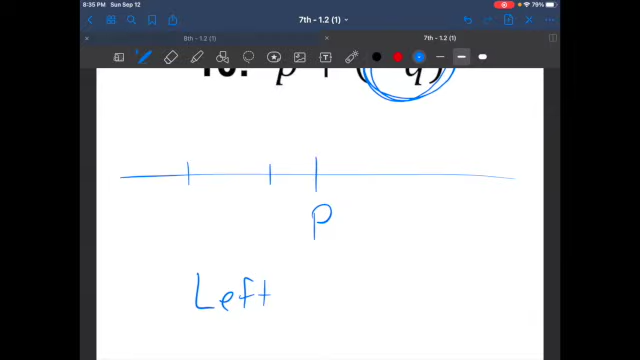 8:35 PM Sun Sep 12
79%
7th - 1.2 (1)
8th - 1.2 (1)
7th - 1.2 (1)
P
Left